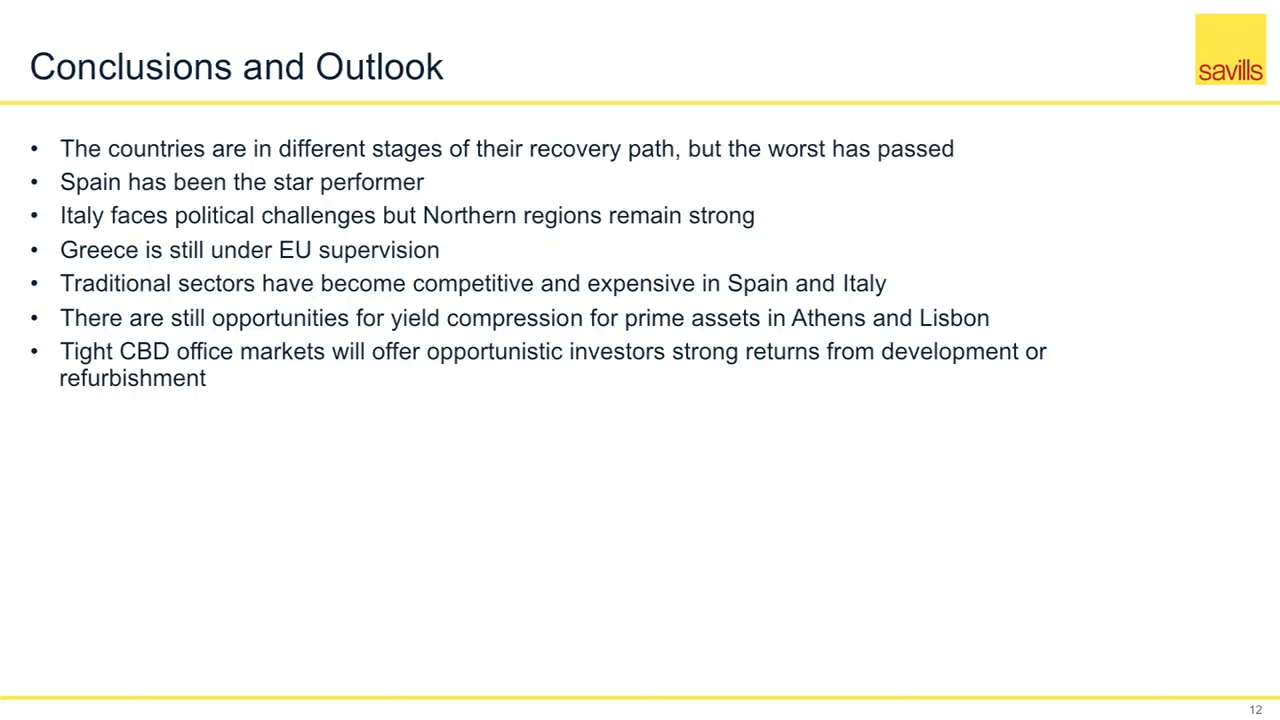 Conclusions and Outlook
savills
• The countries are in different stages of their recovery path, but the worst has passed
• Spain has been the star performer
• Italy faces political challenges but Northern regions remain strong
• Greece is still under EU supervision
• Traditional sectors have become competitive and expensive in Spain and Italy
• There are still opportunities for yield compression for prime assets in Athens and Lisbon
• Tight CBD office markets will offer opportunistic investors strong returns from development or
refurbishment
12